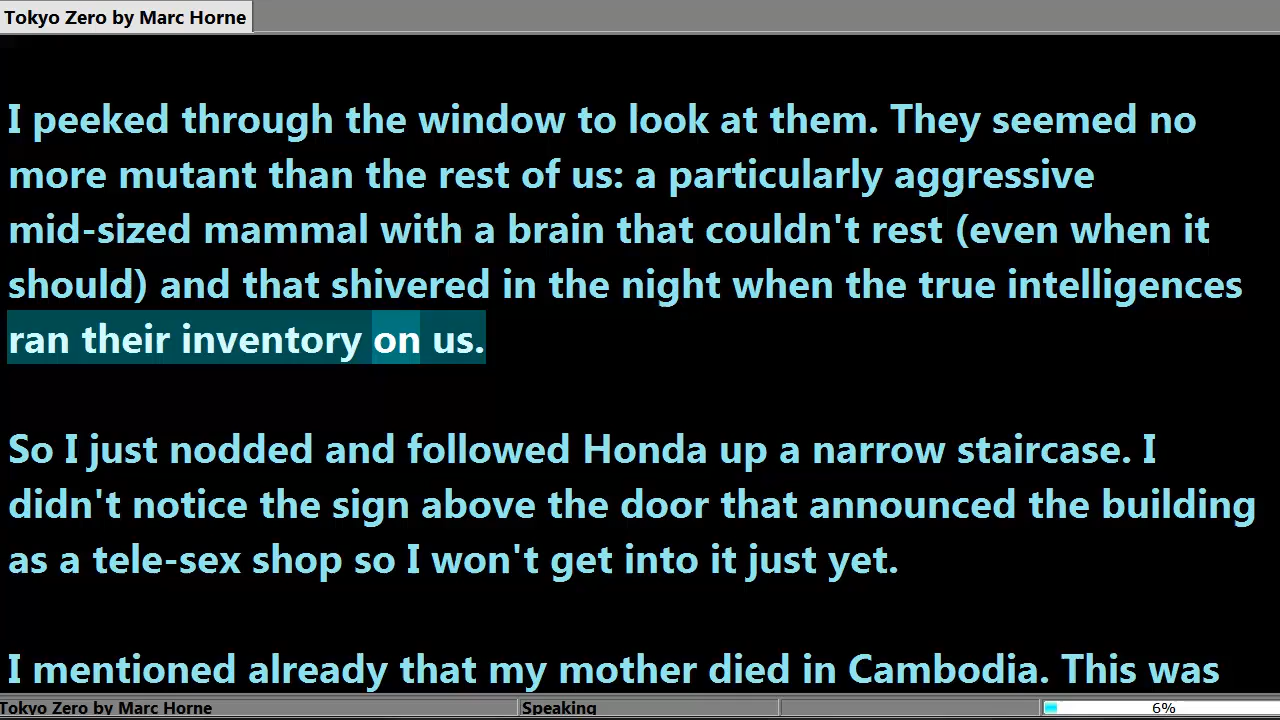 Tokyo Zero by Marc Horne
I peeked through the window to look at them. They seemed no
more mutant than the rest of us: a particularly aggressive
mid-sized mammal with a brain that couldn't rest (even when it
should) and that shivered in the night when the true intelligences
ran their inventory on us.
So I just nodded and followed Honda up a narrow staircase. I
didn't notice the sign above the door that announced the building
as a tele-sex shop so I won't get into it just yet.
I mentioned already that my mother died in Cambodia. This was
Tokyo Zero by Marc Horne
Speaking
6%